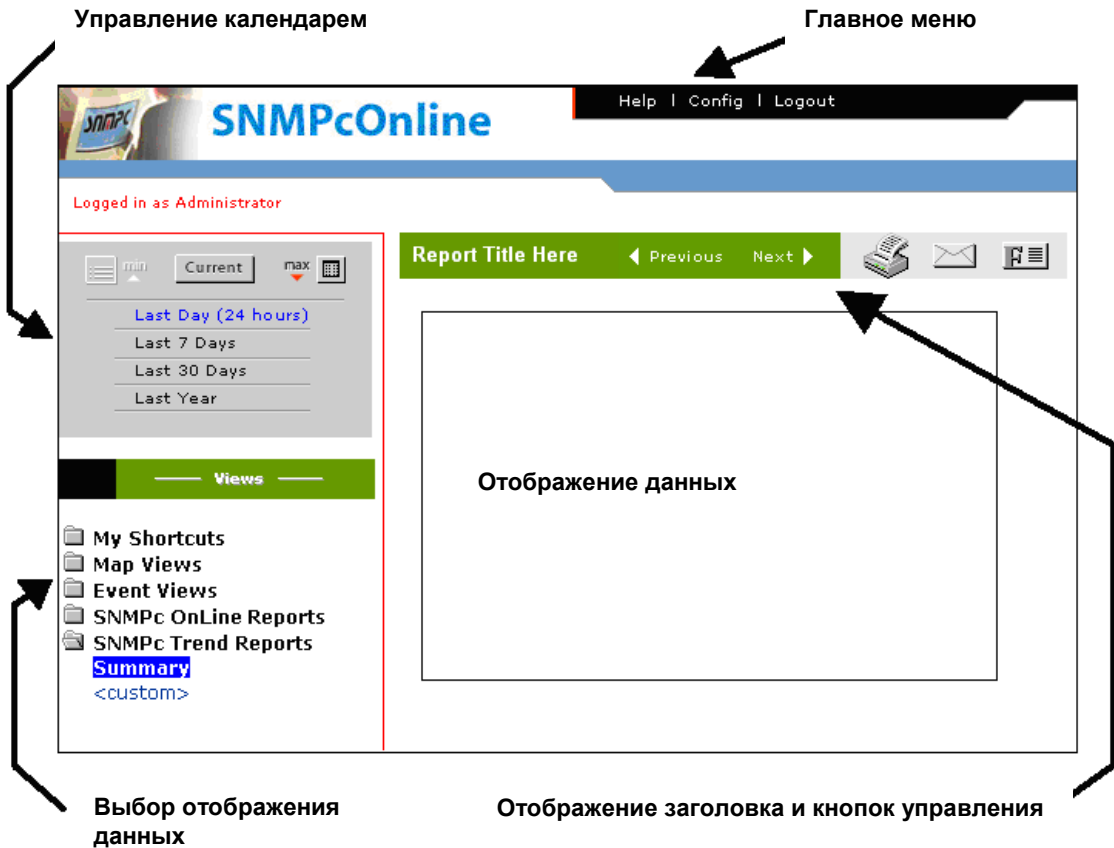 Управление календарем
Главное меню
snmpc
SNMPcOnline
Help | Config | Logout
Logged in as Administrator
min Current max
Report Title Here Previous Next
Last Day (24 hours)
Last 7 Days
Last 30 Days
Last Year
Views
Отображение данных
My Shortcuts
Map Views
Event Views
SNMPc OnLine Reports
SNMPc Trend Reports
Summary
<custom>
Выбор отображения
данных
Отображение заголовка и кнопок управления